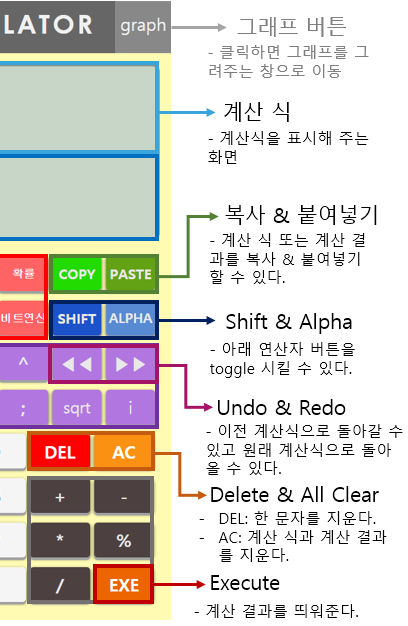 LATOR graph
그래프 버튼
- 클릭하면 그래프를 그
려주는 창으로 이동
계산 식
- 계산식을 표시해 주는
화면
복사 & 붙여넣기
- 계산 식 또는 계산 결
과를 복사 & 붙여넣기
할 수 있다.
확률 COPY PASTE
비트연산 SHIFT ALPHA
Shift & Alpha
- 아래 연산자 버튼을
toggle 시킬 수 있다.
^ ◀◀ ▶▶
; sqrt i
Undo & Redo
- 이전 계산식으로 돌아갈 수
있고 원래 계산식으로 돌아
올 수 있다.
DEL AC
Delete & All Clear
- DEL: 한 문자를 지운다.
- AC: 계산 식과 계산 결과
를 지운다.
+ -
* %
/ EXE
Execute
- 계산 결과를 띄워준다.